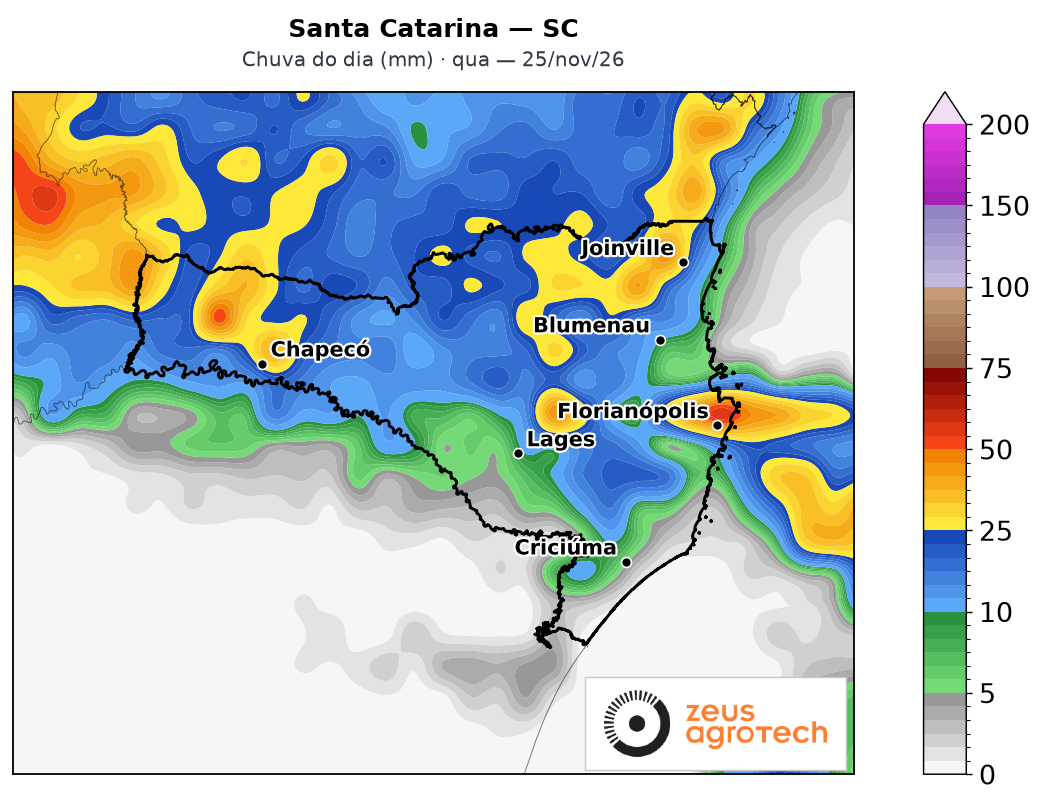 Santa Catarina — SC
Chuva do dia (mm) · qua — 25/nov/26
Joinville
Blumenau
Chapecó
Florianópolis
Lages
Criciúma
200
150
100
75
50
25
10
5
0
zeus
agrotech